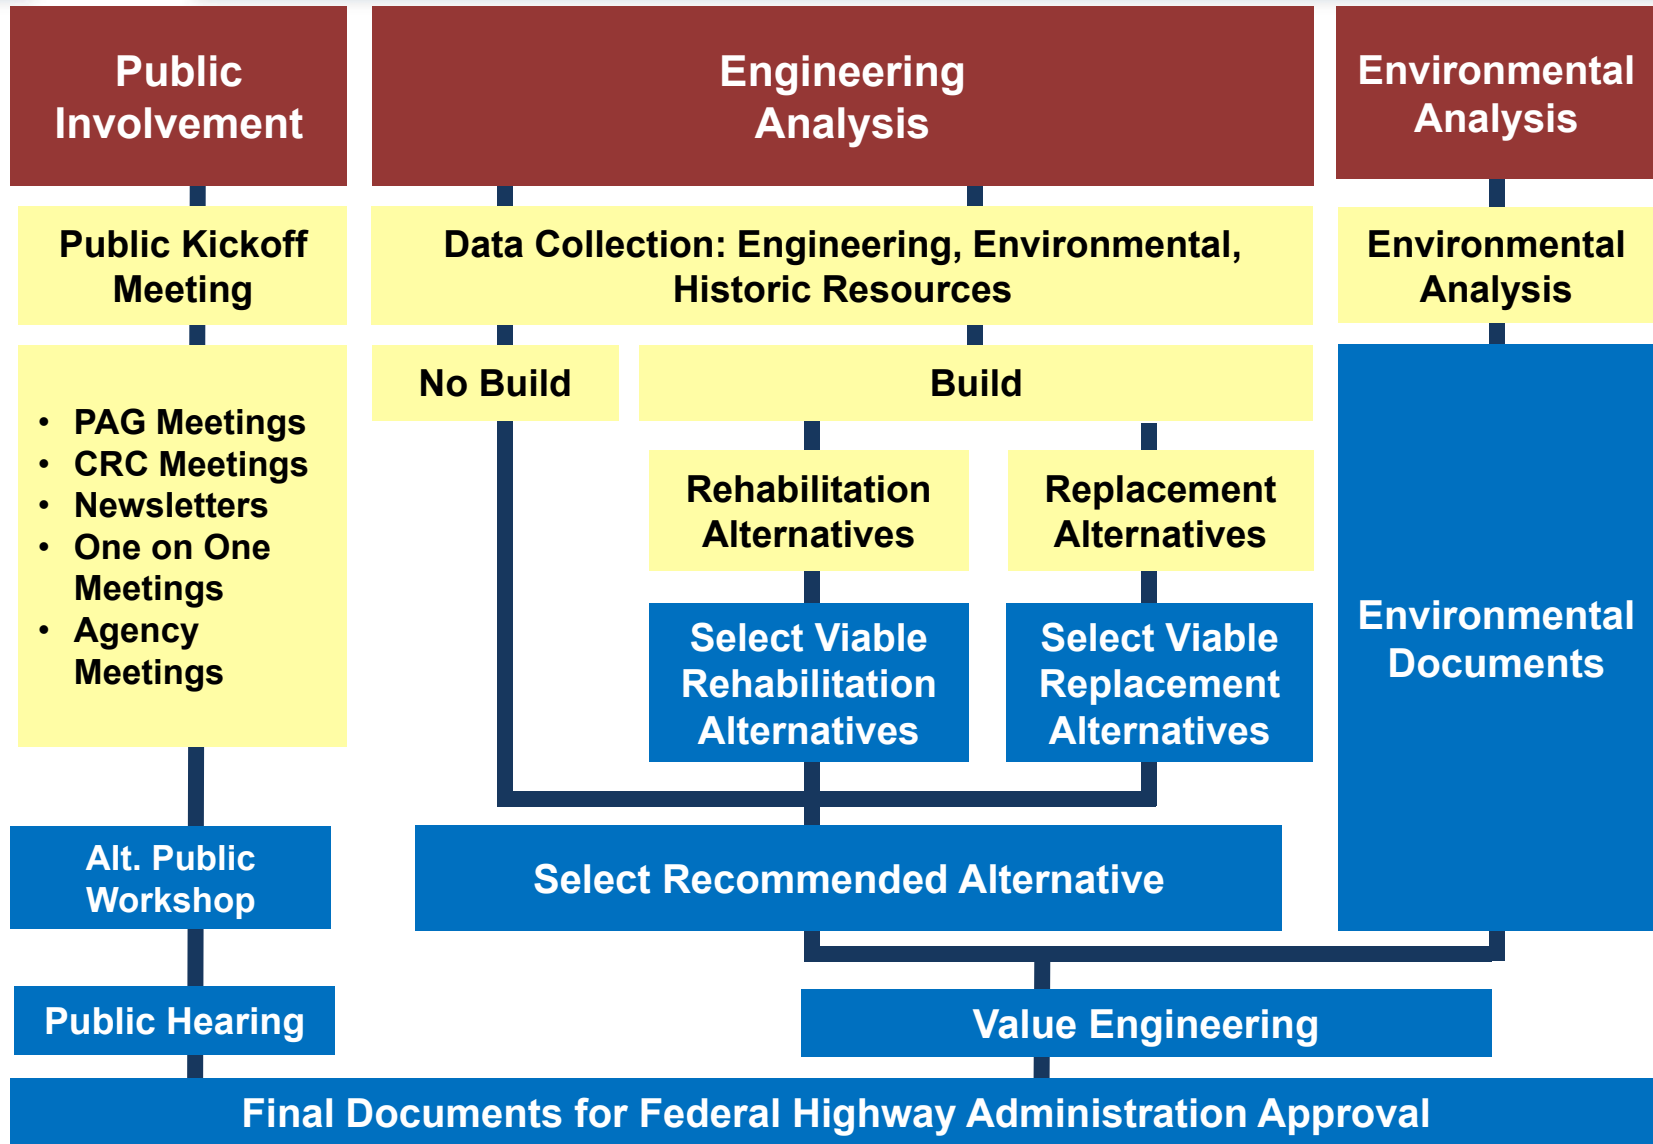 Public
Involvement
Engineering
Analysis
Environmental
Analysis
Public Kickoff
Meeting
Data Collection: Engineering, Environmental,
Historic Resources
Environmental
Analysis
• PAG Meetings
• CRC Meetings
• Newsletters
• One on One
Meetings
• Agency
Meetings
No Build
Build
Rehabilitation
Alternatives
Replacement
Alternatives
Select Viable
Rehabilitation
Alternatives
Select Viable
Replacement
Alternatives
Environmental
Documents
Alt. Public
Workshop
Select Recommended Alternative
Public Hearing
Value Engineering
Final Documents for Federal Highway Administration Approval